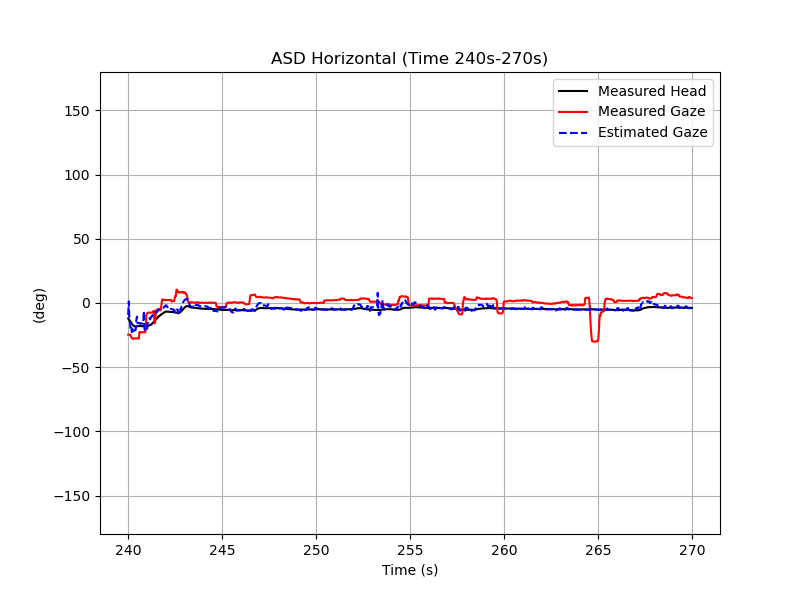 ASD Horizontal (Time 240s-270s)
Measured Head
Measured Gaze
Estimated Gaze
150
100
50
0
−50
−100
−150
(deg)
240 245 250 255 260 265 270
Time (s)